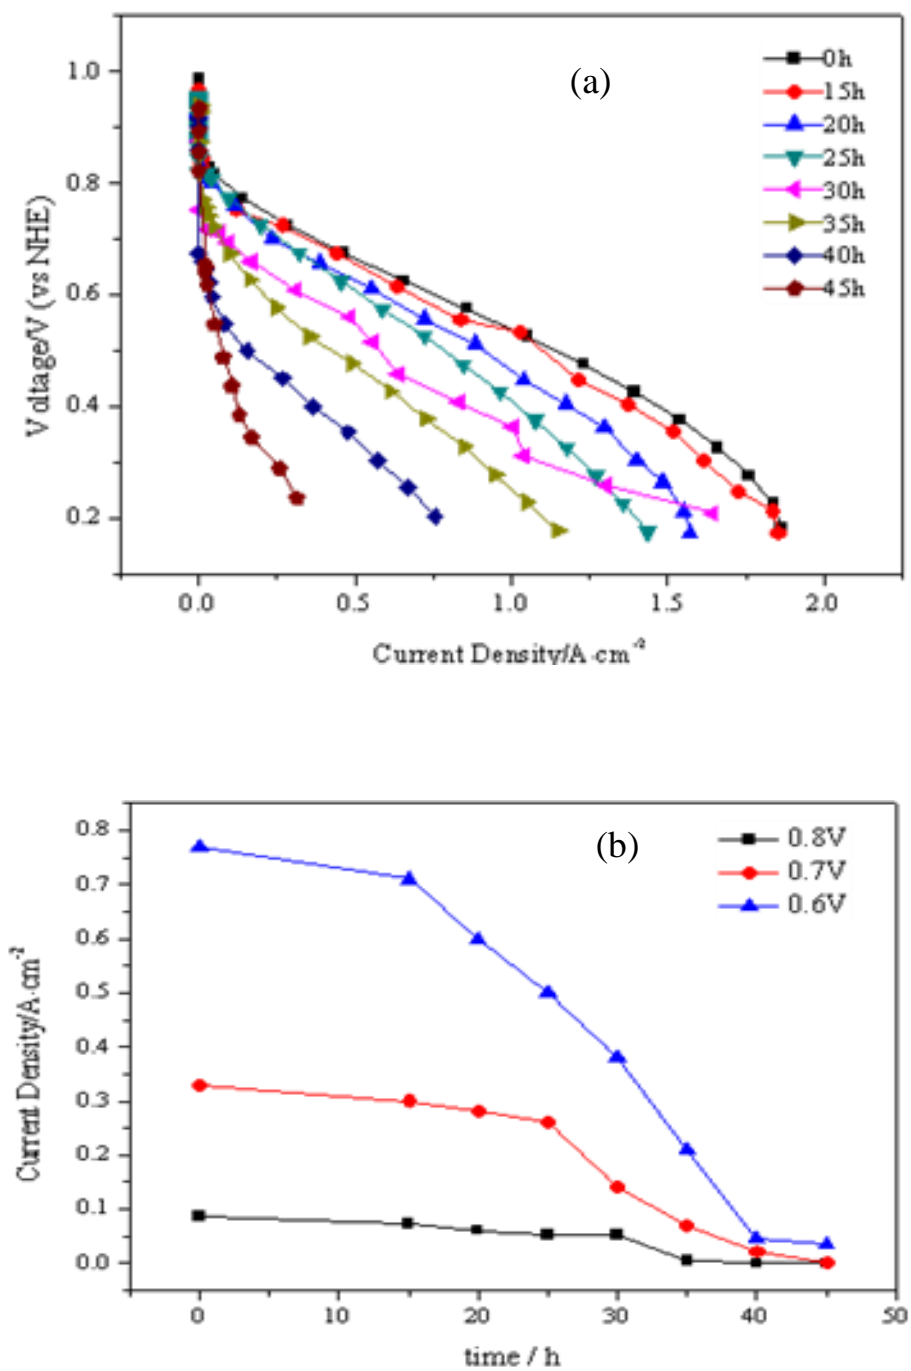 (a)
0h
15h
20h
25h
30h
35h
40h
45h
1.0
0.8
0.6
0.4
0.2
Voltage/V (vs NHE)
0.0 0.5 1.0 1.5 2.0
Current Density/A·cm⁻²
(b)
0.8V
0.7V
0.6V
0.8
0.7
0.6
0.5
0.4
0.3
0.2
0.1
0.0
Current Density/A·cm⁻²
0 10 20 30 40 50
time / h